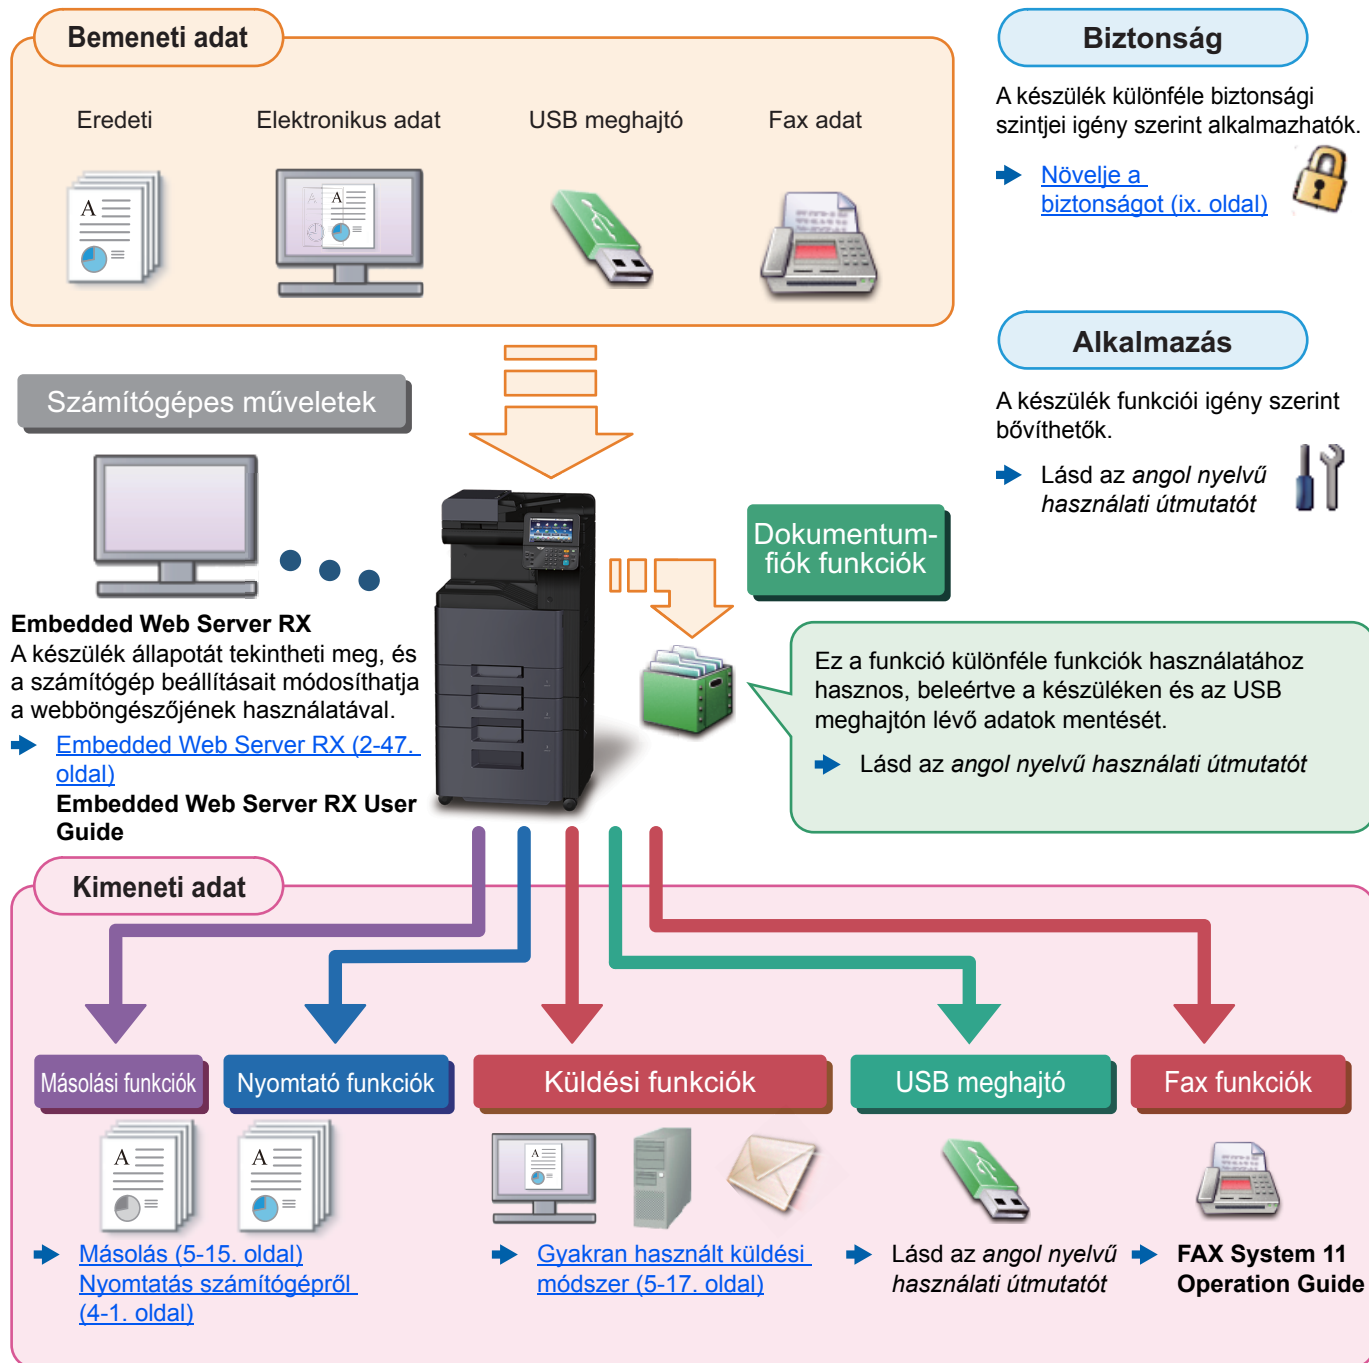 Bemeneti adat
Eredeti
Elektronikus adat
USB meghajtó
Fax adat
Biztonság
A készülék különféle biztonsági
szintjei igény szerint alkalmazhatók.
Növelje a
biztonságot (ix. oldal)
Alkalmazás
A készülék funkciói igény szerint
bővíthetők.
Lásd az angol nyelvű
használati útmutatót
Számítógépes műveletek
Embedded Web Server RX
A készülék állapotát tekintheti meg, és
a számítógép beállításait módosíthatja
a webböngészőjének használatával.
Embedded Web Server RX (2-47.
oldal)
Embedded Web Server RX User
Guide
Dokumentum-
fiók funkciók
Ez a funkció különféle funkciók használatához
hasznos, beleértve a készüléken és az USB
meghajtón lévő adatok mentését.
Lásd az angol nyelvű használati útmutatót
Kimeneti adat
Másolási funkciók
Nyomtató funkciók
Küldési funkciók
USB meghajtó
Fax funkciók
Másolás (5-15. oldal)
Nyomtatás számítógépről
(4-1. oldal)
Gyakran használt küldési
módszer (5-17. oldal)
Lásd az angol nyelvű
használati útmutatót
FAX System 11
Operation Guide